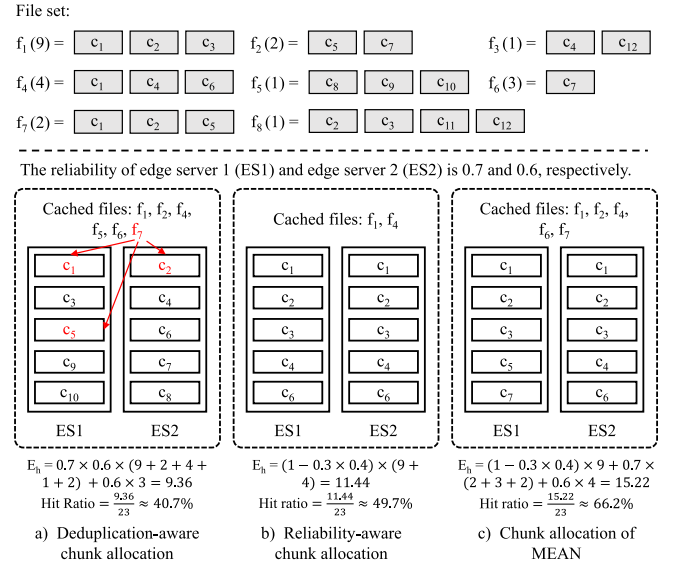 File set:
f₁(9) = c₁ c₂ c₃ f₂(2) = c₅ c₇ f₃(1) = c₄ c₁₂
f₄(4) = c₁ c₄ c₆ f₅(1) = c₈ c₉ c₁₀ f₆(3) = c₇
f₇(2) = c₁ c₂ c₅ f₈(1) = c₂ c₃ c₁₁ c₁₂
The reliability of edge server 1 (ES1) and edge server 2 (ES2) is 0.7 and 0.6, respectively.
Cached files: f₁, f₂, f₄,
f₅, f₆, f₇
c₁ c₂
c₃ c₄
c₅ c₆
c₉ c₇
c₁₀ c₈
ES1 ES2
Eₕ = 0.7 × 0.6 × (9 + 2 + 4 +
1 + 2) + 0.6 × 3 = 9.36
Hit Ratio = 9.36/23 ≈ 40.7%
a) Deduplication-aware
chunk allocation
Cached files: f₁, f₄
c₁ c₁
c₂ c₂
c₃ c₃
c₄ c₄
c₆ c₆
ES1 ES2
Eₕ = (1 − 0.3 × 0.4) × (9 +
4) = 11.44
Hit ratio = 11.44/23 ≈ 49.7%
b) Reliability-aware
chunk allocation
Cached files: f₁, f₂, f₄,
f₆, f₇
c₁ c₁
c₂ c₂
c₃ c₃
c₅ c₄
c₇ c₆
ES1 ES2
Eₕ = (1 − 0.3 × 0.4) × 9 + 0.7 ×
(2 + 3 + 2) + 0.6 × 4 = 15.22
Hit Ratio = 15.22/23 ≈ 66.2%
c) Chunk allocation of
MEAN